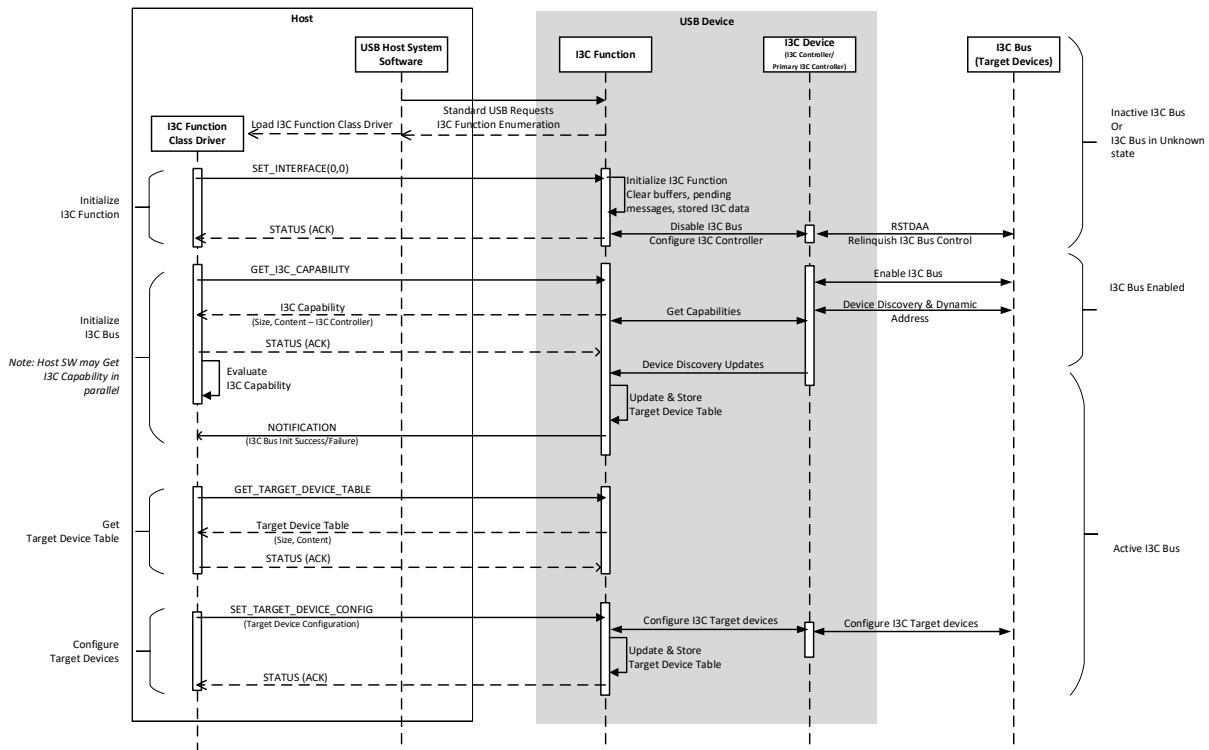 Host
USB Device
USB Host System
Software
I3C Function
I3C Device
(I3C Controller/
Primary I3C Controller)
I3C Bus
(Target Devices)
I3C Function
Class Driver
Load I3C Function Class Driver
Standard USB Requests
I3C Function Enumeration
Inactive I3C Bus
Or
I3C Bus in Unknown
state
Initialize
I3C Function
SET_INTERFACE(0,0)
Initialize I3C Function
Clear buffers, pending
messages, stored I3C data
STATUS (ACK)
Disable I3C Bus
Configure I3C Controller
RSTDAA
Relinquish I3C Bus Control
Initialize
I3C Bus
Note: Host SW may Get
I3C Capability in
parallel
GET_I3C_CAPABILITY
Enable I3C Bus
I3C Bus Enabled
I3C Capability
(Size, Content – I3C Controller)
Get Capabilities
Device Discovery & Dynamic
Address
STATUS (ACK)
Evaluate
I3C Capability
Device Discovery Updates
Update & Store
Target Device Table
NOTIFICATION
(I3C Bus Init Success/Failure)
Get
Target Device Table
GET_TARGET_DEVICE_TABLE
Target Device Table
(Size, Content)
STATUS (ACK)
Active I3C Bus
Configure
Target Devices
SET_TARGET_DEVICE_CONFIG
(Target Device Configuration)
Configure I3C Target devices
Configure I3C Target devices
Update & Store
Target Device Table
STATUS (ACK)